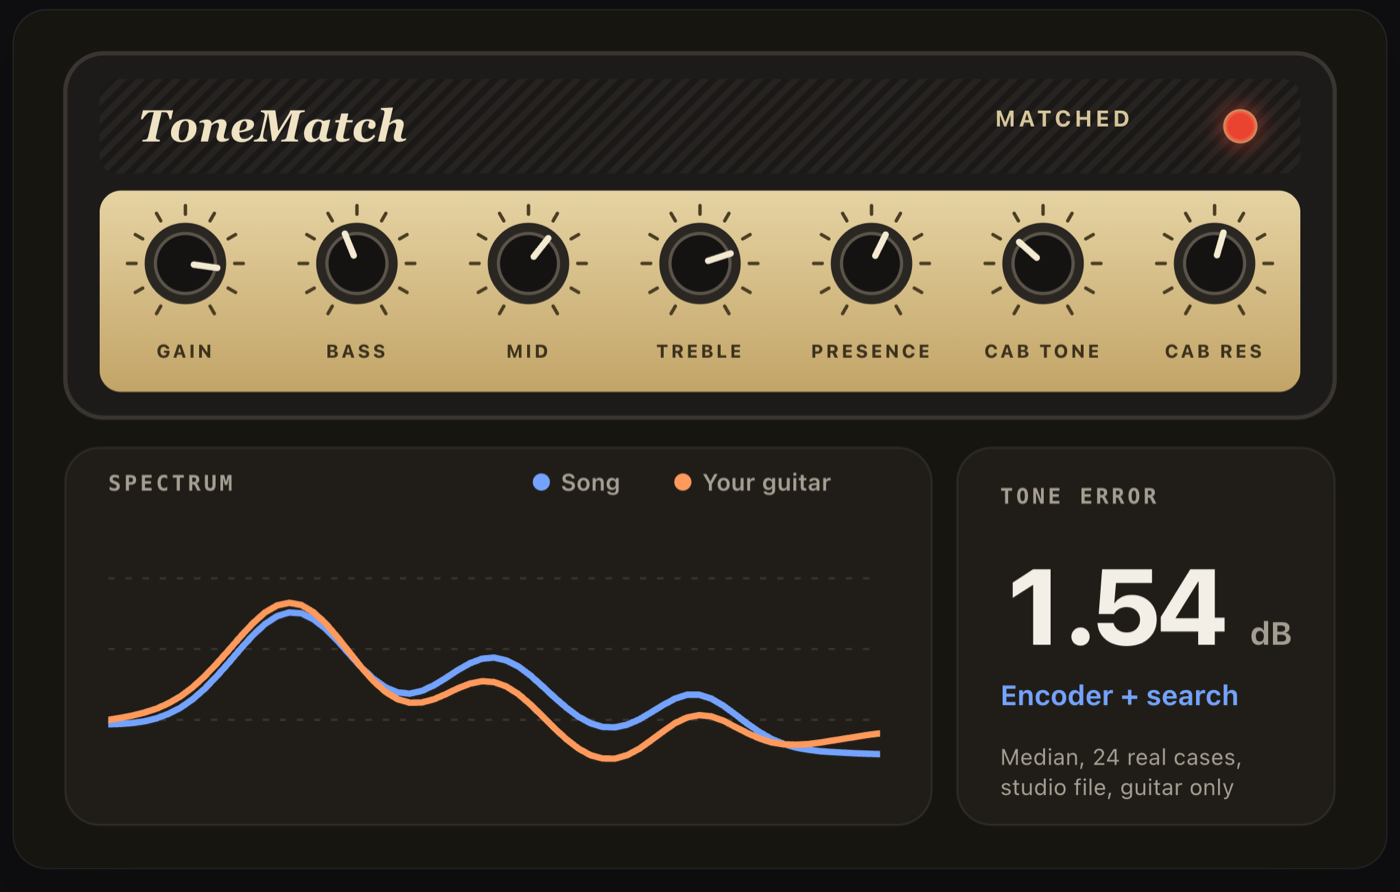 ToneMatch
MATCHED
GAIN
BASS
MID
TREBLE
PRESENCE
CAB TONE
CAB RES
SPECTRUM
Song
Your guitar
TONE ERROR
1.54 dB
Encoder + search
Median, 24 real cases,
studio file, guitar only